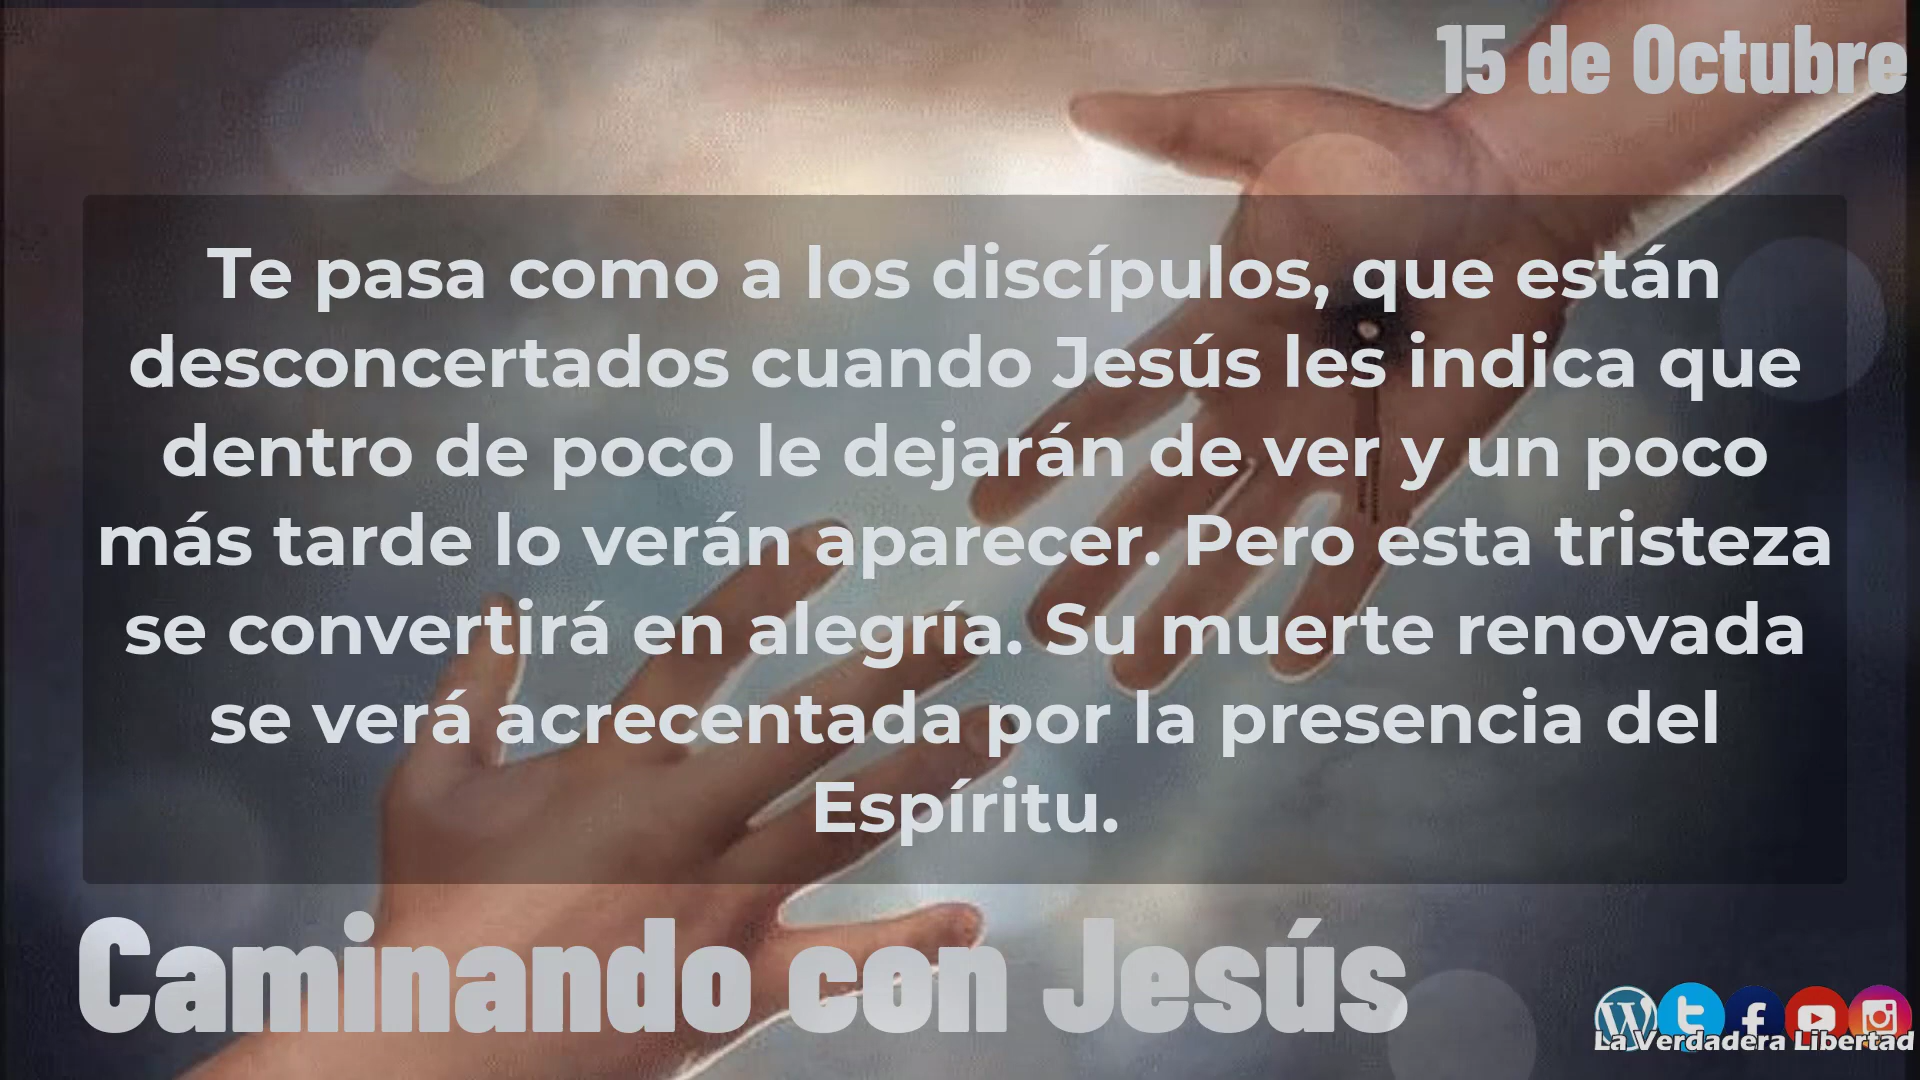 15 de Octubre
Te pasa como a los discípulos, que están
desconcertados cuando Jesús les indica que
dentro de poco le dejarán de ver y un poco
más tarde lo verán aparecer. Pero esta tristeza
se convertirá en alegría. Su muerte renovada
se verá acrecentada por la presencia del
Espíritu.
Caminando con Jesús
La Verdadera Libertad